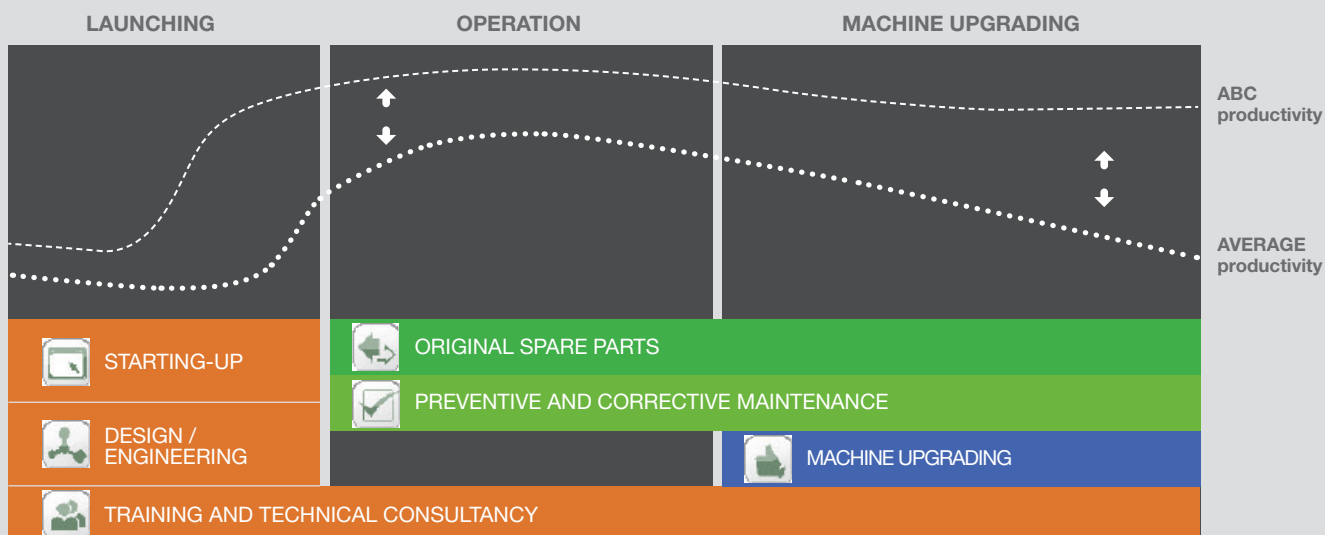 LAUNCHING
OPERATION
MACHINE UPGRADING
ABC
productivity
AVERAGE
productivity
STARTING-UP
DESIGN /
ENGINEERING
ORIGINAL SPARE PARTS
PREVENTIVE AND CORRECTIVE MAINTENANCE
MACHINE UPGRADING
TRAINING AND TECHNICAL CONSULTANCY